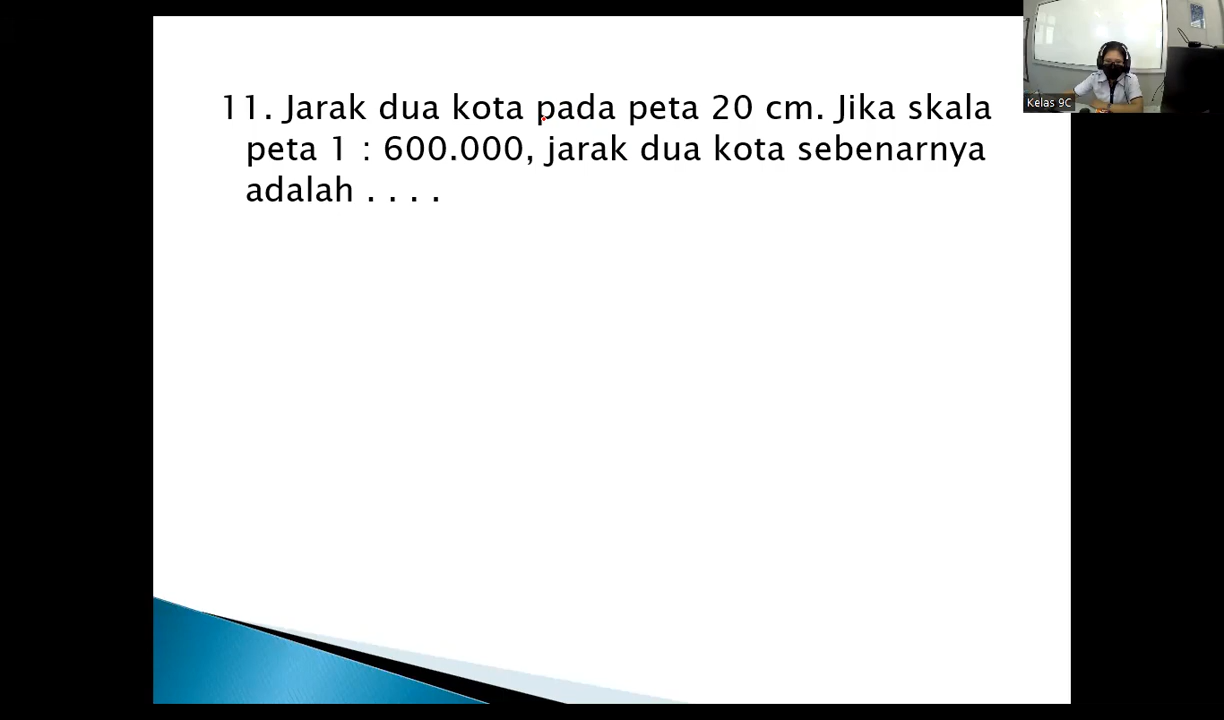 11. Jarak dua kota pada peta 20 cm. Jika skala
peta 1 : 600.000, jarak dua kota sebenarnya
adalah . . . .
Kelas 9C